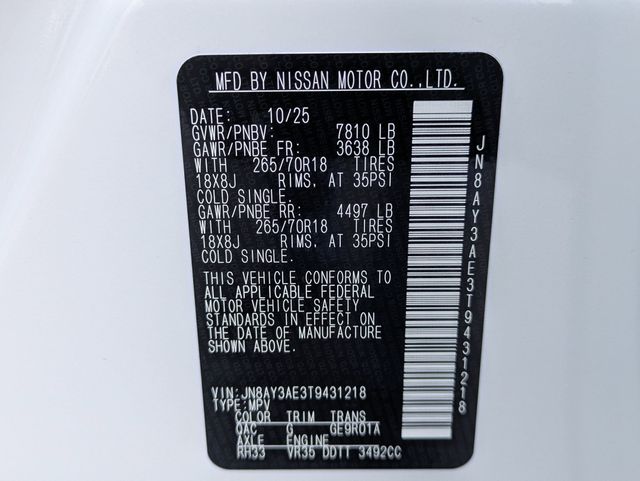 MFD BY NISSAN MOTOR CO.,LTD.
DATE: 10/25
GVWR/PNBV: 7810 LB
GAWR/PNBE FR: 3638 LB
WITH 265/70R18 TIRES
18X8J RIMS, AT 35PSI
COLD SINGLE.
GAWR/PNBE RR: 4497 LB
WITH 265/70R18 TIRES
18X8J RIMS, AT 35PSI
COLD SINGLE.
THIS VEHICLE CONFORMS TO
ALL APPLICABLE FEDERAL
MOTOR VEHICLE SAFETY
STANDARDS IN EFFECT ON
THE DATE OF MANUFACTURE
SHOWN ABOVE.
VIN: JN8AY3AE3T9431218
TYPE: MPV
COLOR TRIM TRANS
QAC G GE9R01A
AXLE ENGINE
RH33 VR35 DDTT 3492CC
JN8AY3AE3T9431218